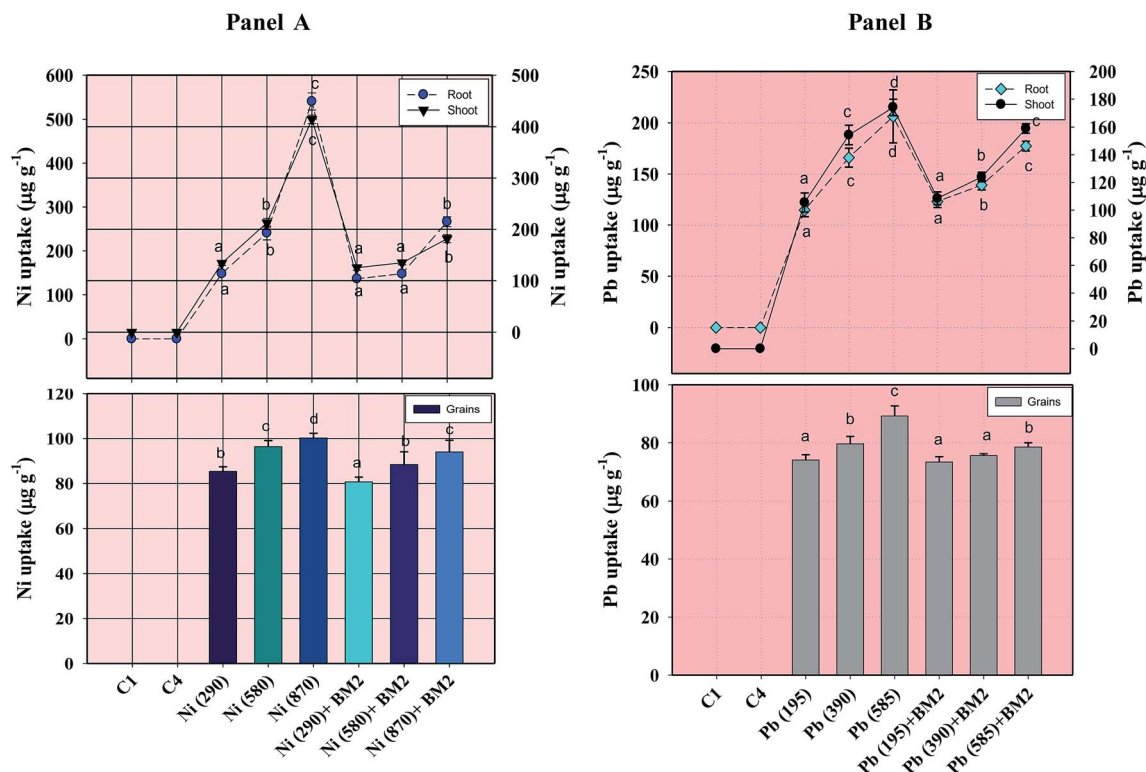 Panel A
Panel B
600
500
400
300
200
100
0
Ni uptake (µg g-1)
500
400
300
200
100
0
Ni uptake (µg g-1)
Root
Shoot
a
b
c
a
a
b
a
b
c
a
a
b
250
200
150
100
50
0
Pb uptake (µg g-1)
200
180
160
140
120
100
80
60
40
20
0
Pb uptake (µg g-1)
Root
Shoot
a
c
d
a
b
c
a
c
d
a
b
c
120
100
80
60
40
20
0
Ni uptake (µg g-1)
Grains
b
c
d
a
b
c
C1
C4
Ni (290)
Ni (580)
Ni (870)
Ni (290)+ BM2
Ni (580)+ BM2
Ni (870)+ BM2
100
80
60
40
20
0
Pb uptake (µg g-1)
Grains
a
b
c
a
a
b
C1
C4
Pb (195)
Pb (390)
Pb (585)
Pb (195)+BM2
Pb (390)+BM2
Pb (585)+BM2